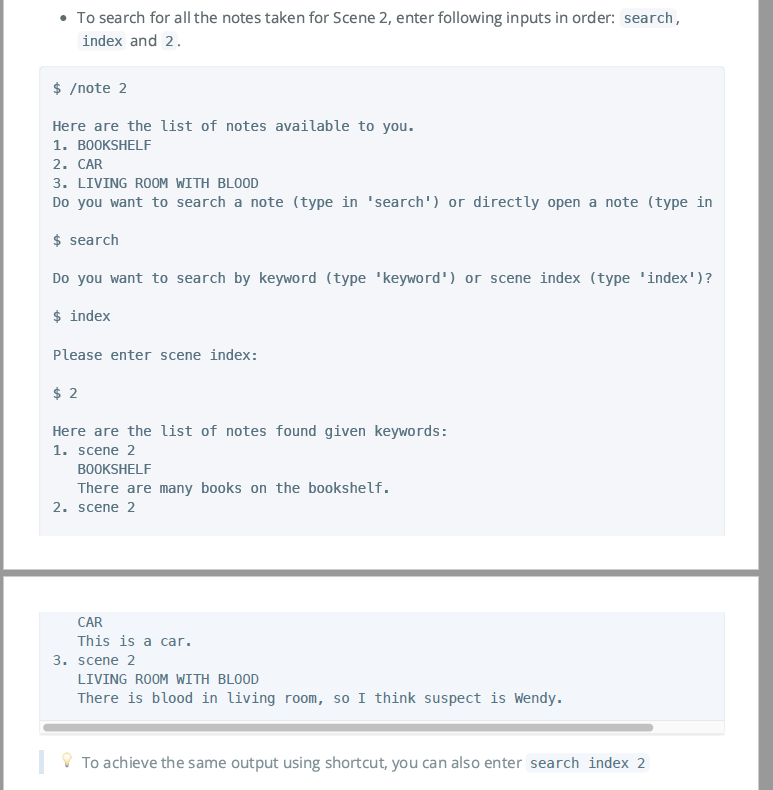 To search for all the notes taken for Scene 2, enter following inputs in order: search,
index and 2.
$ /note 2
Here are the list of notes available to you.
1. BOOKSHELF
2. CAR
3. LIVING ROOM WITH BLOOD
Do you want to search a note (type in 'search') or directly open a note (type in
$ search
Do you want to search by keyword (type 'keyword') or scene index (type 'index')?
$ index
Please enter scene index:
$ 2
Here are the list of notes found given keywords:
1. scene 2
BOOKSHELF
There are many books on the bookshelf.
2. scene 2
CAR
This is a car.
3. scene 2
LIVING ROOM WITH BLOOD
There is blood in living room, so I think suspect is Wendy.
To achieve the same output using shortcut, you can also enter search index 2